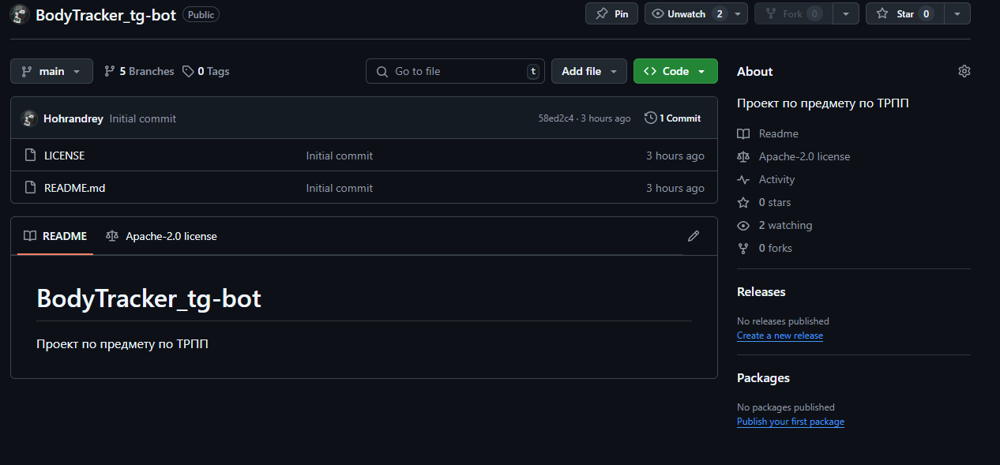 BodyTracker_tg-bot Public Pin Unwatch 2 Fork 0 Star 0
main 5 Branches 0 Tags Go to file t Add file Code
Hohrandrey Initial commit 58ed2c4 · 3 hours ago 1 Commit
LICENSE Initial commit 3 hours ago
README.md Initial commit 3 hours ago
README Apache-2.0 license
BodyTracker_tg-bot
Проект по предмету по ТРПП
About
Проект по предмету по ТРПП
Readme
Apache-2.0 license
Activity
0 stars
2 watching
0 forks
Releases
No releases published
Create a new release
Packages
No packages published
Publish your first package